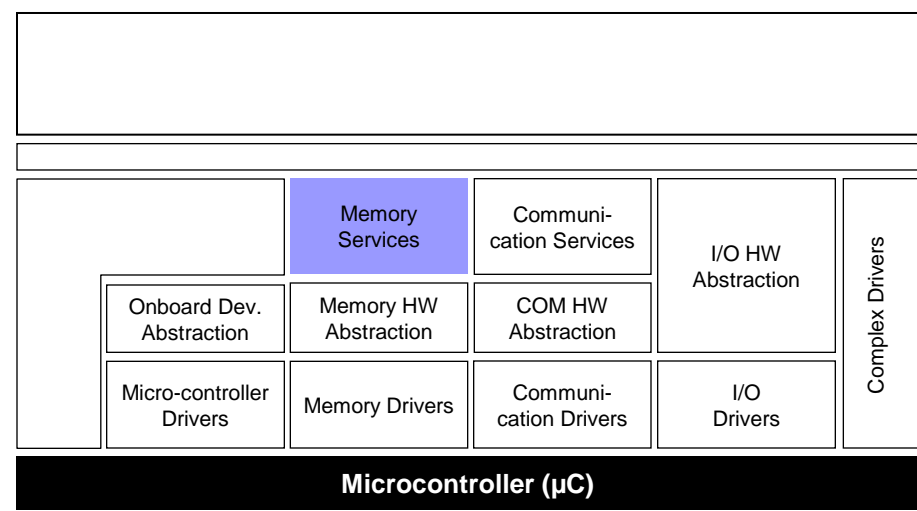 Memory
Services
Communi-
cation Services
I/O HW
Abstraction
Complex Drivers
Onboard Dev.
Abstraction
Memory HW
Abstraction
COM HW
Abstraction
Micro-controller
Drivers
Memory Drivers
Communi-
cation Drivers
I/O
Drivers
Microcontroller (µC)